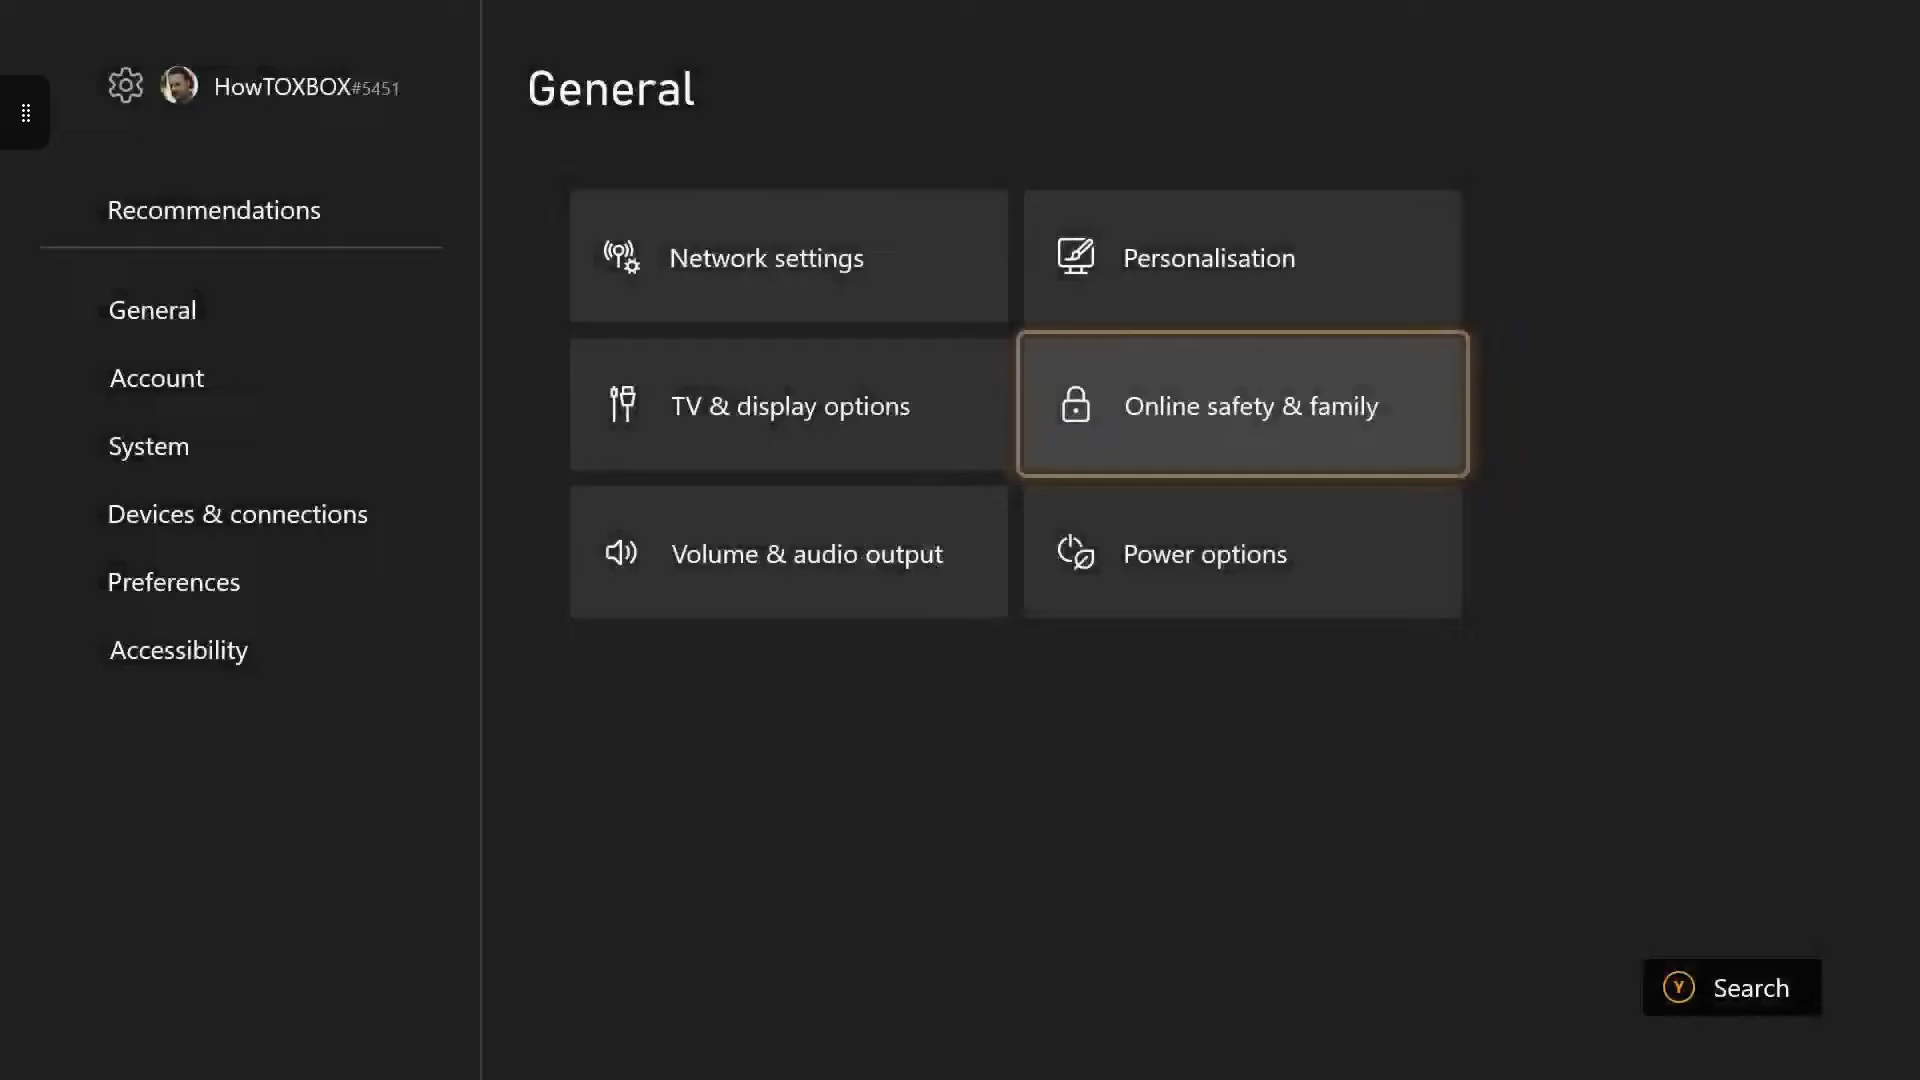 HowTOXBOX#5451
Recommendations
General
Account
System
Devices & connections
Preferences
Accessibility
General
Network settings
Personalisation
TV & display options
Online safety & family
Volume & audio output
Power options
Y Search